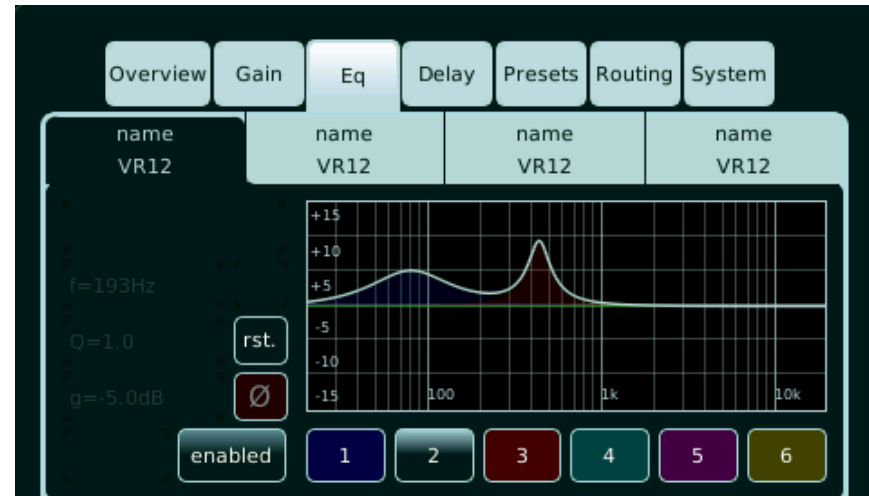 Overview Gain Eq Delay Presets Routing System
name name name name
VR12 VR12 VR12 VR12
+15
+10
f=193Hz
+5
-5
Q=1.0 rst.
-10
g=-5.0dB Ø
-15 100 1k 10k
enabled 1 2 3 4 5 6